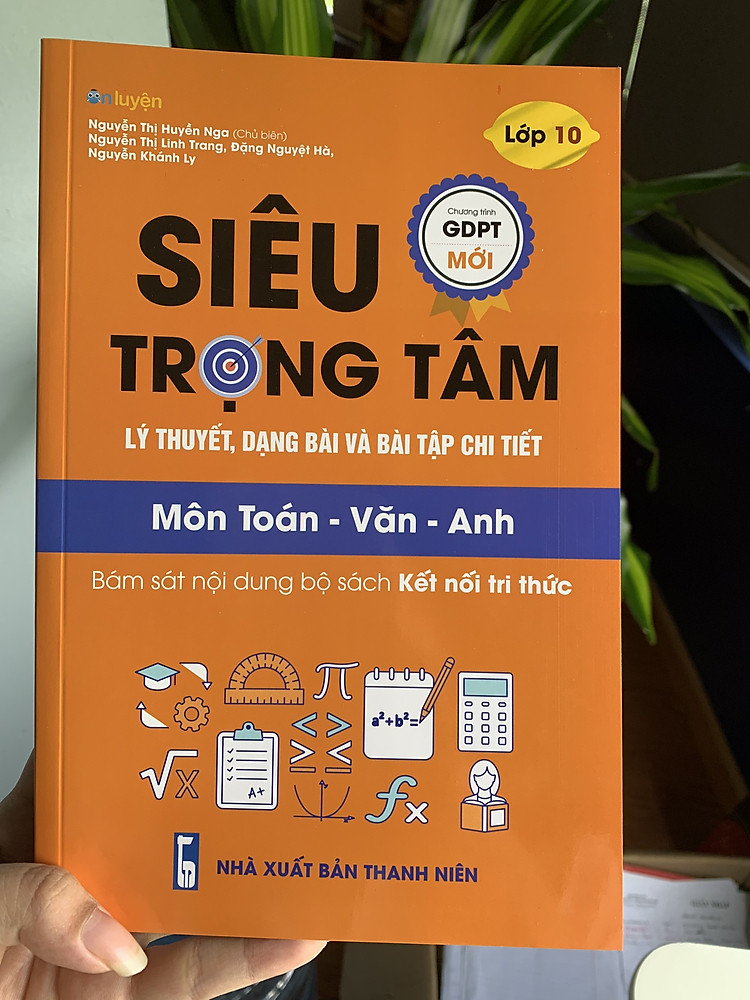 ôn luyện
Nguyễn Thị Huyền Nga (Chủ biên)
Nguyễn Thị Linh Trang, Đặng Nguyệt Hà,
Nguyễn Khánh Ly
Lớp 10
Chương trình
GDPT
MỚI
SIÊU
TRỌNG TÂM
LÝ THUYẾT, DẠNG BÀI VÀ BÀI TẬP CHI TIẾT
Môn Toán - Văn - Anh
Bám sát nội dung bộ sách Kết nối tri thức
π
a²+b²=
< >
> <
√x
A+
fx
NHÀ XUẤT BẢN THANH NIÊN